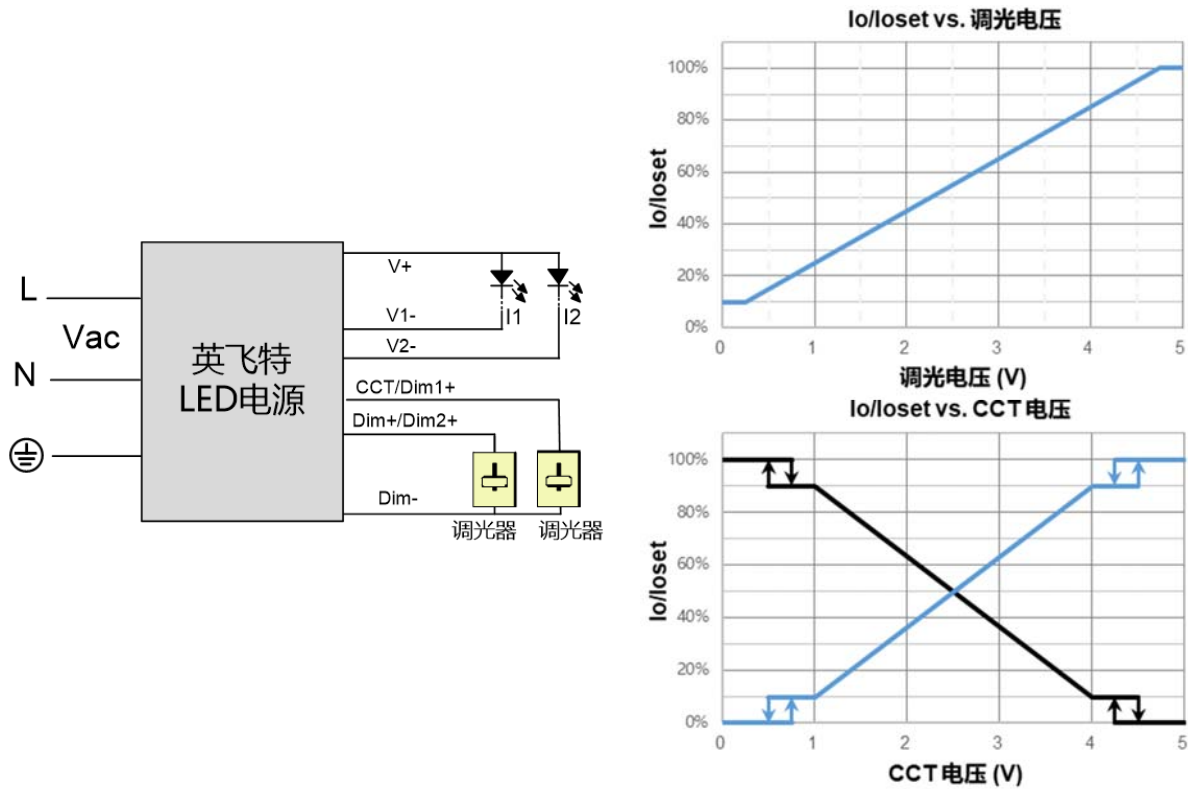 L
Vac
N
英飞特
LED电源
V+
V1-
V2-
I1
I2
CCT/Dim1+
Dim+/Dim2+
Dim-
调光器
调光器
Io/Ioset vs. 调光电压
Io/Ioset
100%
80%
60%
40%
20%
0%
0 1 2 3 4 5
调光电压 (V)
Io/Ioset vs. CCT 电压
Io/Ioset
100%
80%
60%
40%
20%
0%
0 1 2 3 4 5
CCT 电压 (V)